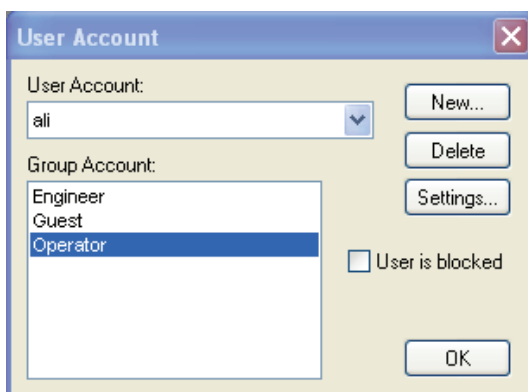 User Account
User Account:
ali
New...
Delete
Group Account:
Settings...
Engineer
Guest
Operator
User is blocked
OK